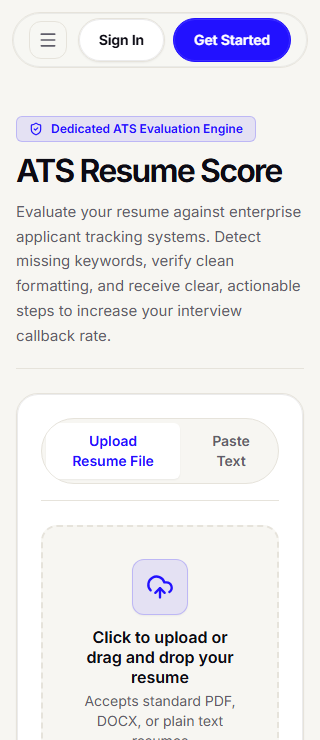 Sign In
Get Started
Dedicated ATS Evaluation Engine
ATS Resume Score
Evaluate your resume against enterprise
applicant tracking systems. Detect
missing keywords, verify clean
formatting, and receive clear, actionable
steps to increase your interview
callback rate.
Upload
Resume File
Paste
Text
Click to upload or
drag and drop your
resume
Accepts standard PDF,
DOCX, or plain text